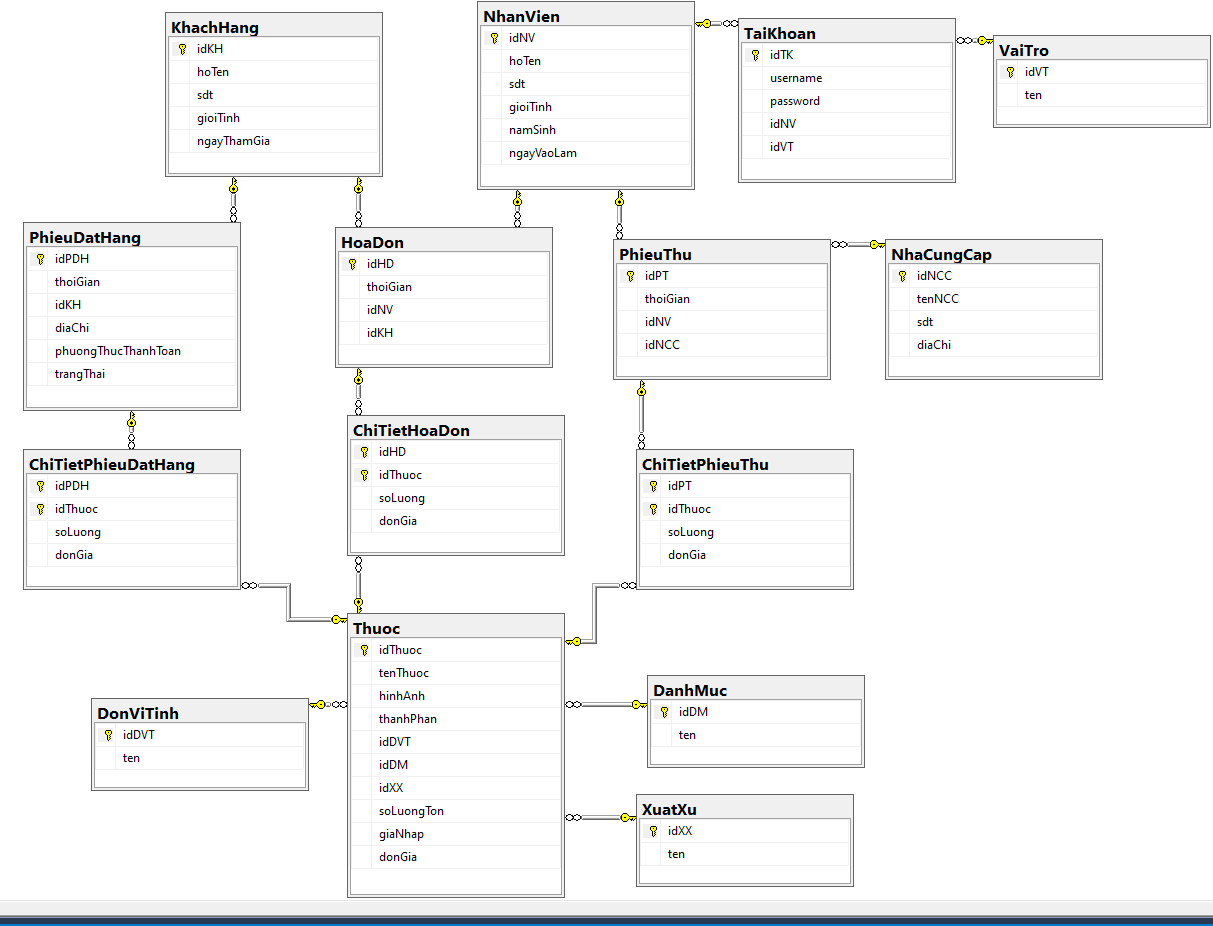 KhachHang
idKH
hoTen
sdt
gioiTinh
ngayThamGia
NhanVien
idNV
hoTen
sdt
gioiTinh
namSinh
ngayVaoLam
TaiKhoan
idTK
username
password
idNV
idVT
VaiTro
idVT
ten
PhieuDatHang
idPDH
thoiGian
idKH
diaChi
phuongThucThanhToan
trangThai
HoaDon
idHD
thoiGian
idNV
idKH
PhieuThu
idPT
thoiGian
idNV
idNCC
NhaCungCap
idNCC
tenNCC
sdt
diaChi
ChiTietPhieuDatHang
idPDH
idThuoc
soLuong
donGia
ChiTietHoaDon
idHD
idThuoc
soLuong
donGia
ChiTietPhieuThu
idPT
idThuoc
soLuong
donGia
Thuoc
idThuoc
tenThuoc
hinhAnh
thanhPhan
idDVT
idDM
idXX
soLuongTon
giaNhap
donGia
DonViTinh
idDVT
ten
DanhMuc
idDM
ten
XuatXu
idXX
ten